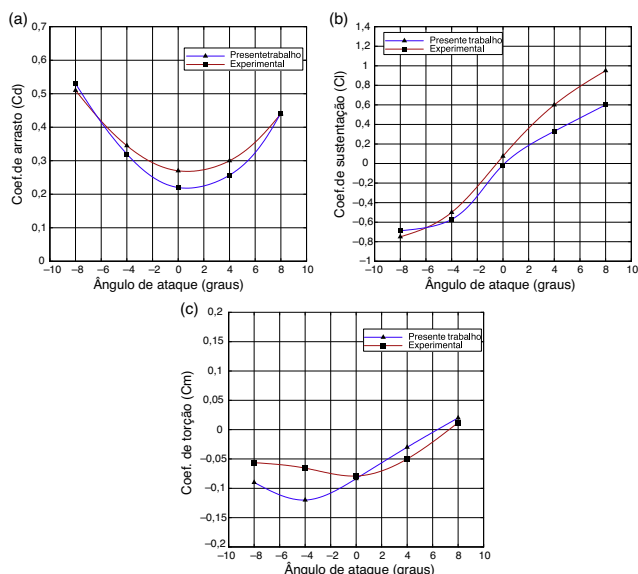 (a)
0,7
0,6
0,5
0,4
0,3
0,2
0,1
0
Coef.de arrasto (Cd)
Presentetrabalho
Experimental
−10 −8 −6 −4 −2 0 2 4 6 8 10
Ângulo de ataque (graus)
(b)
1,4
1,2
1
0,8
0,6
0,4
0,2
0
−0,2
−0,4
−0,6
−0,8
−1
Coef.de sustentação (Cl)
Presente trabalho
Experimental
−10 −8 −6 −4 −2 0 2 4 6 8 10
Ângulo de ataque (graus)
(c)
0,2
0,15
0,1
0,05
0
−0,05
−0,1
−0,15
−0,2
Coef. de torção (Cm)
Presente trabalho
Experimental
−10 −8 −6 −4 −2 0 2 4 6 8 10
Ângulo de ataque (graus)